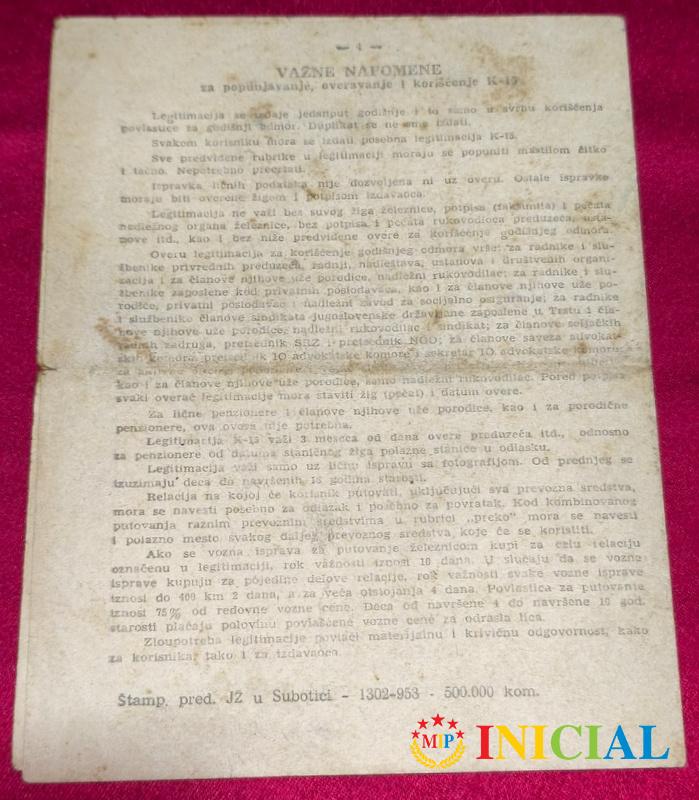 — 4 —
VAŽNE NAPOMENE
za popunjavanje, overavanje i korišćenje K-15
Legitimacija se izdaje jedanput godišnje i to samo u svrhu korišćenja
povlastice za godišnji odmor. Duplikat se ne sme izdati.
Svakom korisniku mora se izdati posebna legitimacija K-15.
Sve predviđene rubrike u legitimaciji moraju se popuniti mastilom čitko
i tačno. Nepotrebno precrtati.
Ispravka ličnih podataka nije dozvoljena ni uz overu. Ostale ispravke
moraju biti overene žigom i potpisom izdavaoca.
Legitimacija ne važi bez suvog žiga železnice, potpisa (faksimila) i pečata
nadležnog organa železnice, bez potpisa i pečata rukovodioca preduzeća, usta-
nove itd., kao i bez niže predviđene overe za korišćenje godišnjeg odmora.
Overu legitimacija za korišćenje godišnjeg odmora vrše: za radnike i slu-
žbenike privrednih preduzeća, radnji, nadleštava, ustanova i društvenih organi-
zacija i za članove njihove uže porodice, nadležni rukovodilac; za radnike i slu-
žbenike zaposlene kod privatnih poslodavaca, kao i za članove njihove uže po-
rodice, privatni poslodavac i nadležni zavod za socijalno osiguranje; za radnike
i službenike članove sindikata jugoslovenske državljane zaposlene u Trstu i čla-
nove njihove uže porodice, nadležni rukovodilac sindikat; za članove seljačkih
radnih zadruga, pretsednik SRZ i pretsednik NOO; za članove saveza advokat-
skih komora pretsednik IO advokatske komore i sekretar IO advokatske komore;
kao i za članove njihove uže porodice, samo nadležni rukovodilac. Pored potpisa
svaki overač legitimacije mora staviti žig (pečat) i datum overe.
Za lične penzionere i članove njihove uže porodice, kao i za porodične
penzionere, ova overa nije potrebna.
Legitimacija K-15 važi 3 meseca od dana overe preduzeća itd., odnosno
za penzionere od datuma staničnog žiga polazne stanice u odlasku.
Legitimacija važi samo uz ličnu ispravu sa fotografijom. Od prednjeg se
izuzimaju deca do navršenih 16 godina starosti.
Relacija na kojoj će korisnik putovati, uključujući sva prevozna sredstva,
mora se navesti posebno za odlazak i posebno za povratak. Kod kombinovanog
putovanja raznim prevoznim sredstvima u rubrici „preko” mora se navesti
i polazno mesto svakog daljeg prevoznog sredstva koje će se koristiti.
Ako se vozna isprava za putovanje železnicom kupi za celu relaciju
označenu u legitimaciji, rok važnosti iznosi 10 dana. U slučaju da se vozne
isprave kupuju za pojedine delove relacije, rok važnosti svake vozne isprave
iznosi do 400 km 2 dana, a za veća otstojanja 4 dana. Povlastica za putovanje
iznosi 75% od redovne vozne cene. Deca od navršene 4 do navršene 10 god.
starosti plaćaju polovinu povlašćene vozne cene za odrasla lica.
Zloupotreba legitimacije povlači materijalnu i krivičnu odgovornost, kako
za korisnika, tako i za izdavaoca.
Štamp. pred. JŽ u Subotici - 1302-953 - 500.000 kom.
MP INICIAL